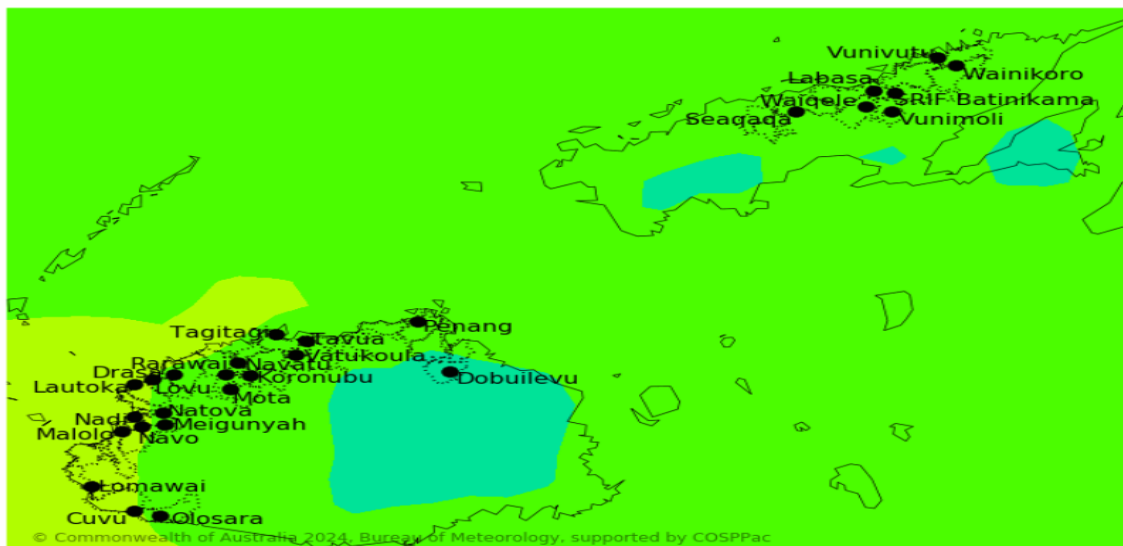 Vunivutu
Wainikoro
Labasa
SRIF Batinikama
Waiqele
Seaqaqa
Vunimoli
Penang
Tagitagi
Tavua
Vatukoula
Rarawai
Navatu
Drasa
Koronubu
Dobuilevu
Lautoka
Lovu
Mota
Natova
Nadi
Meigunyah
Malolo
Navo
Lomawai
Cuvu
Olosara
© Commonwealth of Australia 2024, Bureau of Meteorology, supported by COSPPac